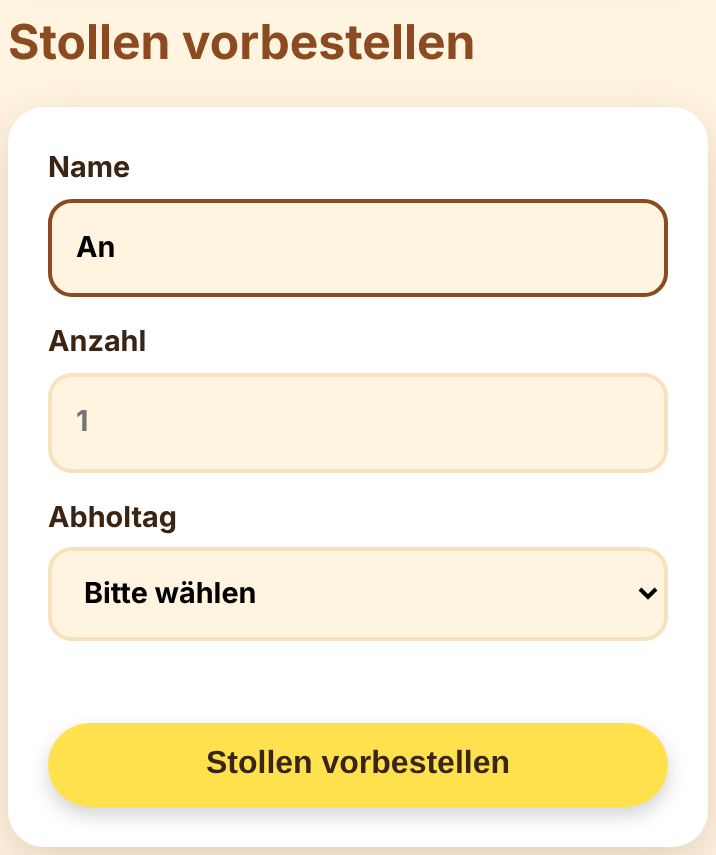 Stollen vorbestellen
Name
An
Anzahl
1
Abholtag
Bitte wählen
Stollen vorbestellen